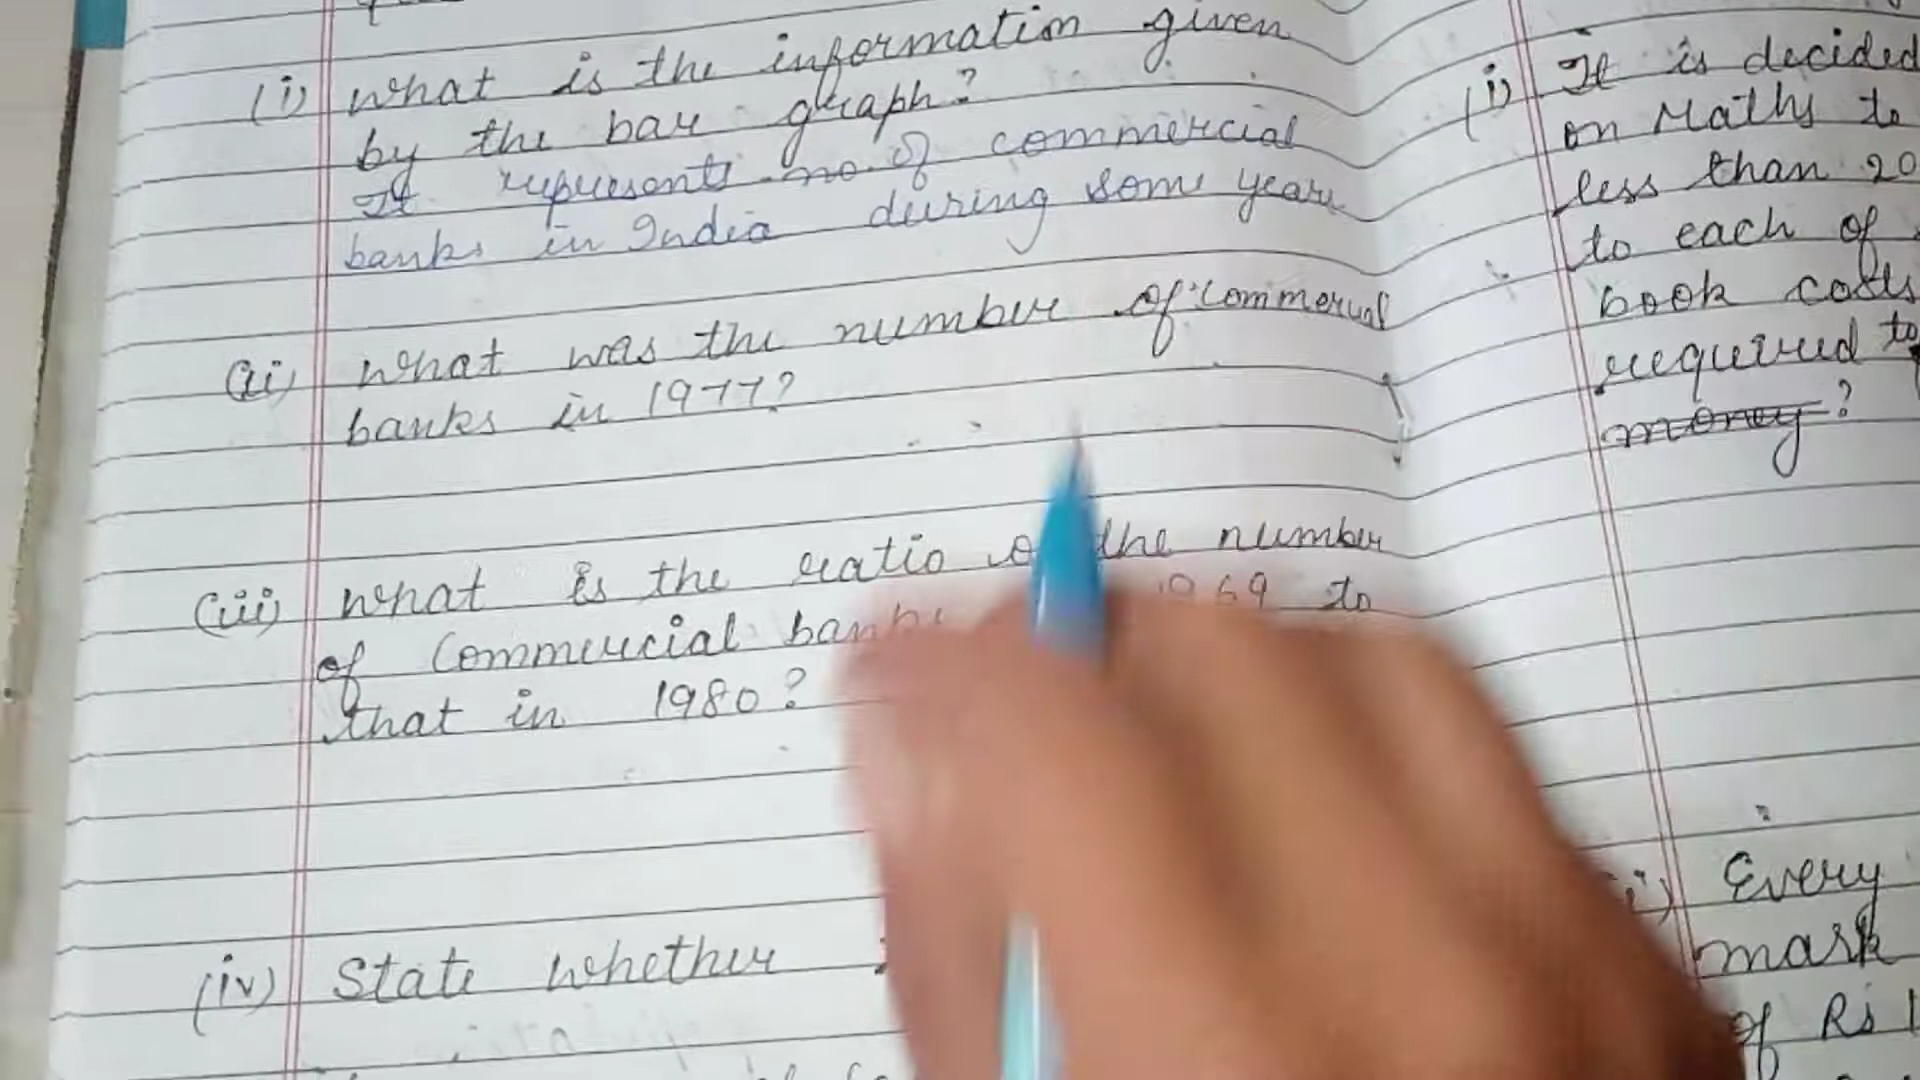 (i) What is the information given
by the bar graph?
It represents no. of commercial
banks in India during some years
(ii) What was the number of commercial
banks in 1977?
(iii) What is the ratio the number
of Commercial banks 1969 to
that in 1980?
(iv) State whether
(i) It is decided
on Maths to
less than 20
to each of
book costs
required to
money?
Every
mark
of Rs 1